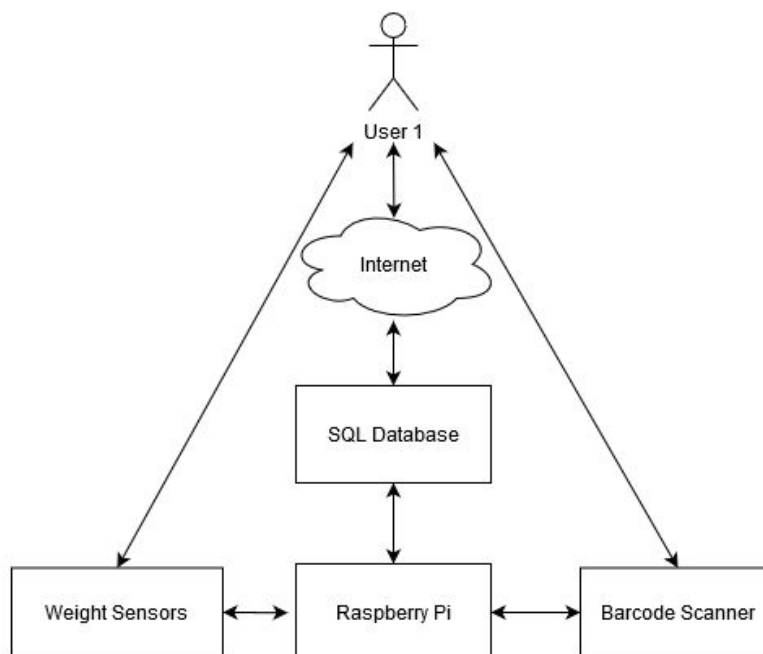 User 1
Internet
SQL Database
Weight Sensors
Raspberry Pi
Barcode Scanner